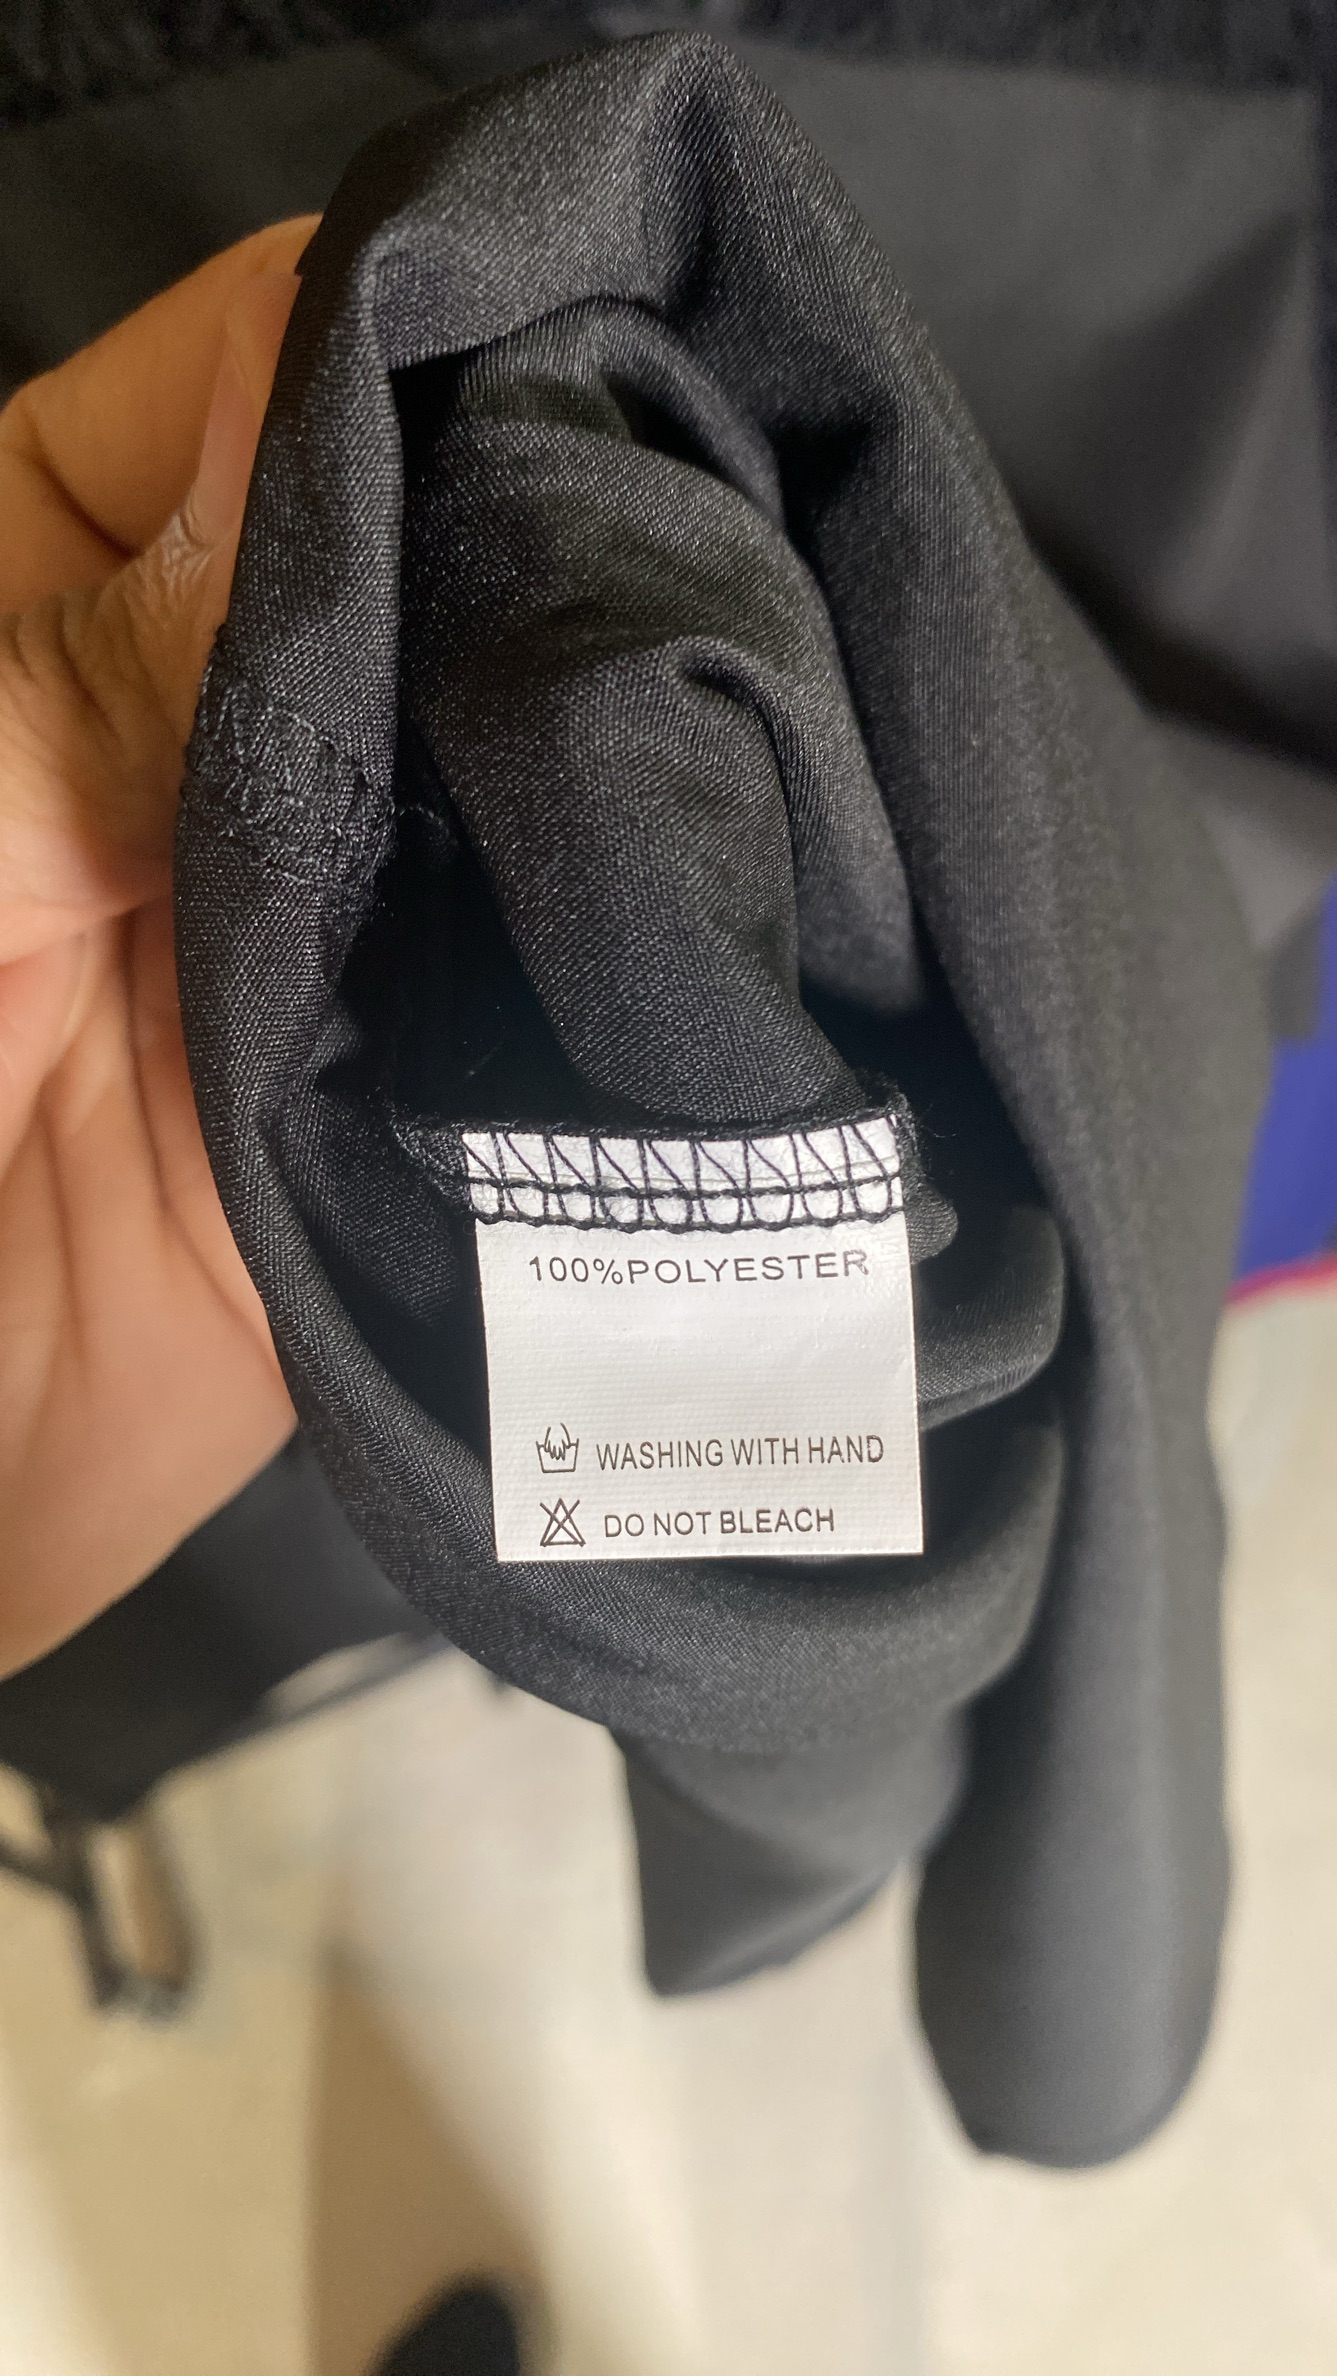 100%POLYESTER
WASHING WITH HAND
DO NOT BLEACH